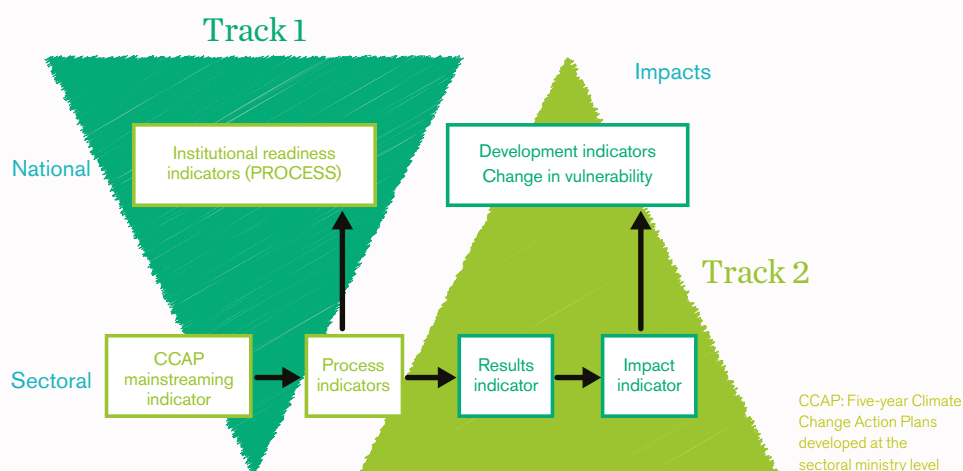 Track 1
Impacts
National
Institutional readiness
indicators (PROCESS)
Development indicators
Change in vulnerability
Track 2
Sectoral
CCAP
mainstreaming
indicator
Process
indicators
Results
indicator
Impact
indicator
CCAP: Five-year Climate
Change Action Plans
developed at the
sectoral ministry level